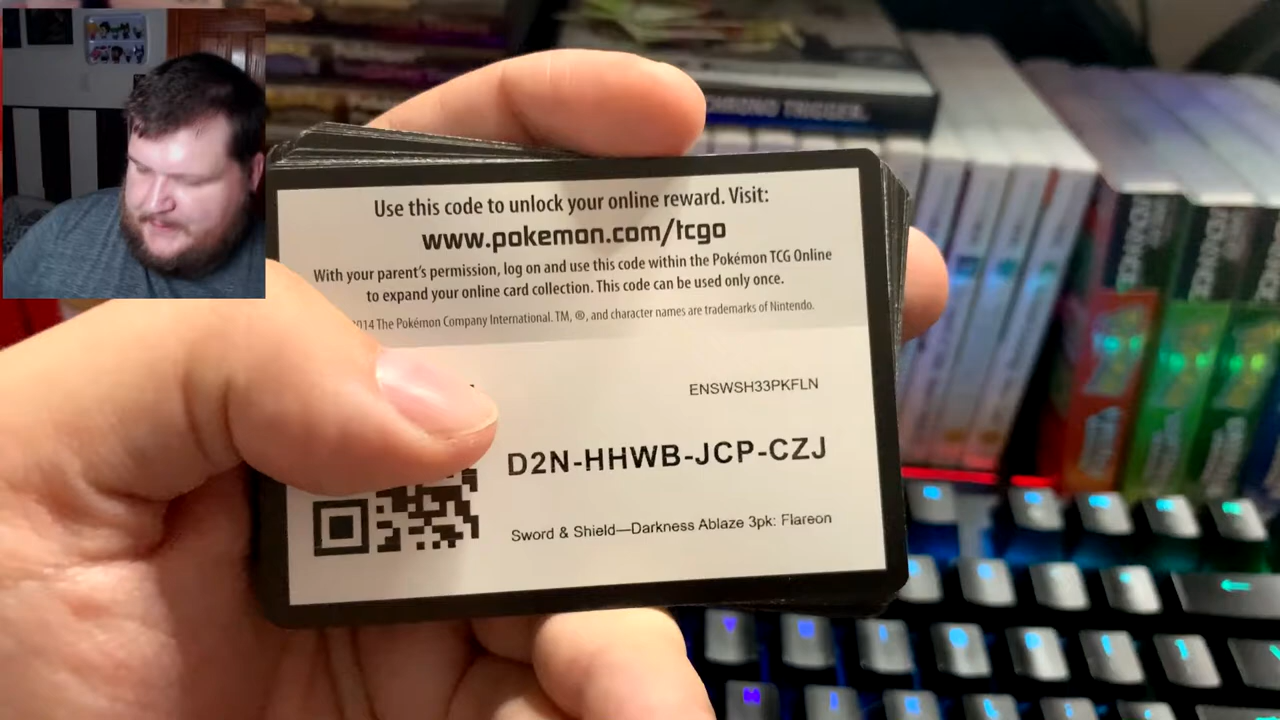 CHRONO TRIGGER
Use this code to unlock your online reward. Visit:
www.pokemon.com/tcgo
With your parent's permission, log on and use this code within the Pokémon TCG Online
to expand your online card collection. This code can be used only once.
The Pokémon Company International. TM, ®, and character names are trademarks of Nintendo.
ENSWSH33PKFLN
D2N-HHWB-JCP-CZJ
Sword & Shield—Darkness Ablaze 3pk: Flareon